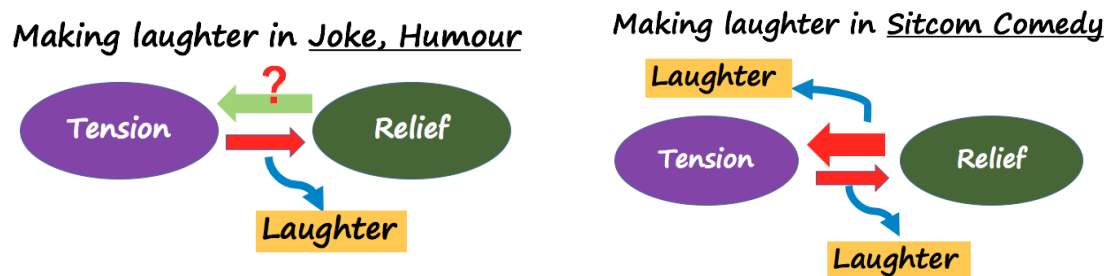 Making laughter in Joke, Humour
?
Tension
Relief
Laughter
Making laughter in Sitcom Comedy
Laughter
Tension
Relief
Laughter